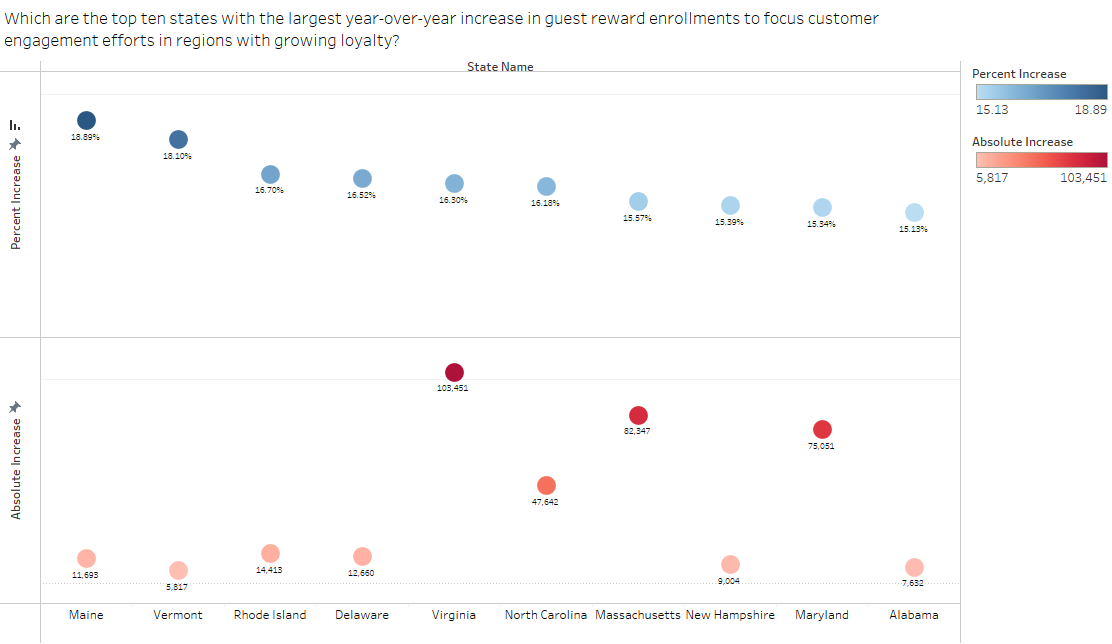 Which are the top ten states with the largest year-over-year increase in guest reward enrollments to focus customer
engagement efforts in regions with growing loyalty?
State Name
Percent Increase
18.89%
18.10%
16.70%
16.52%
16.30%
16.18%
15.57%
15.39%
15.34%
15.13%
Absolute Increase
103,451
82,347
75,051
47,642
11,693
5,817
14,413
12,660
9,004
7,632
Maine Vermont Rhode Island Delaware Virginia North Carolina Massachusetts New Hampshire Maryland Alabama
Percent Increase
15.13 18.89
Absolute Increase
5,817 103,451